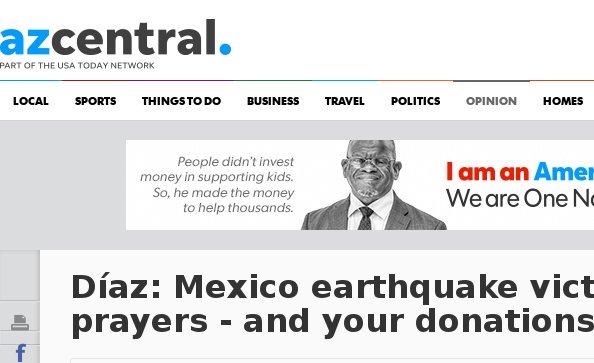 azcentral.
PART OF THE USA TODAY NETWORK
LOCAL SPORTS THINGS TO DO BUSINESS TRAVEL POLITICS OPINION HOMES
People didn't invest
money in supporting kids.
So, he made the money
to help thousands.
I am an Amer
We are One Na
Díaz: Mexico earthquake vict
prayers - and your donations
f